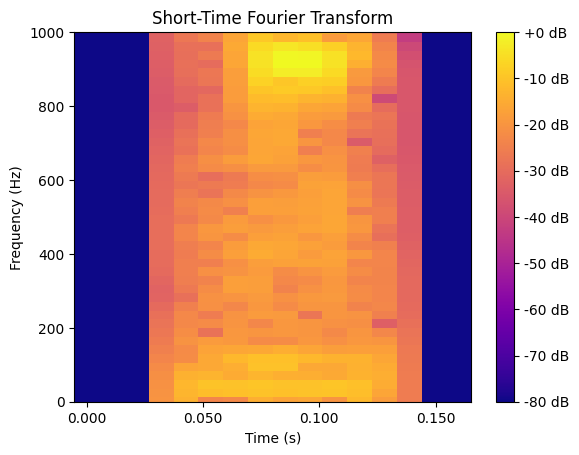 Short-Time Fourier Transform
1000
800
600
400
200
0
Frequency (Hz)
0.000
0.050
0.100
0.150
Time (s)
+0 dB
-10 dB
-20 dB
-30 dB
-40 dB
-50 dB
-60 dB
-70 dB
-80 dB